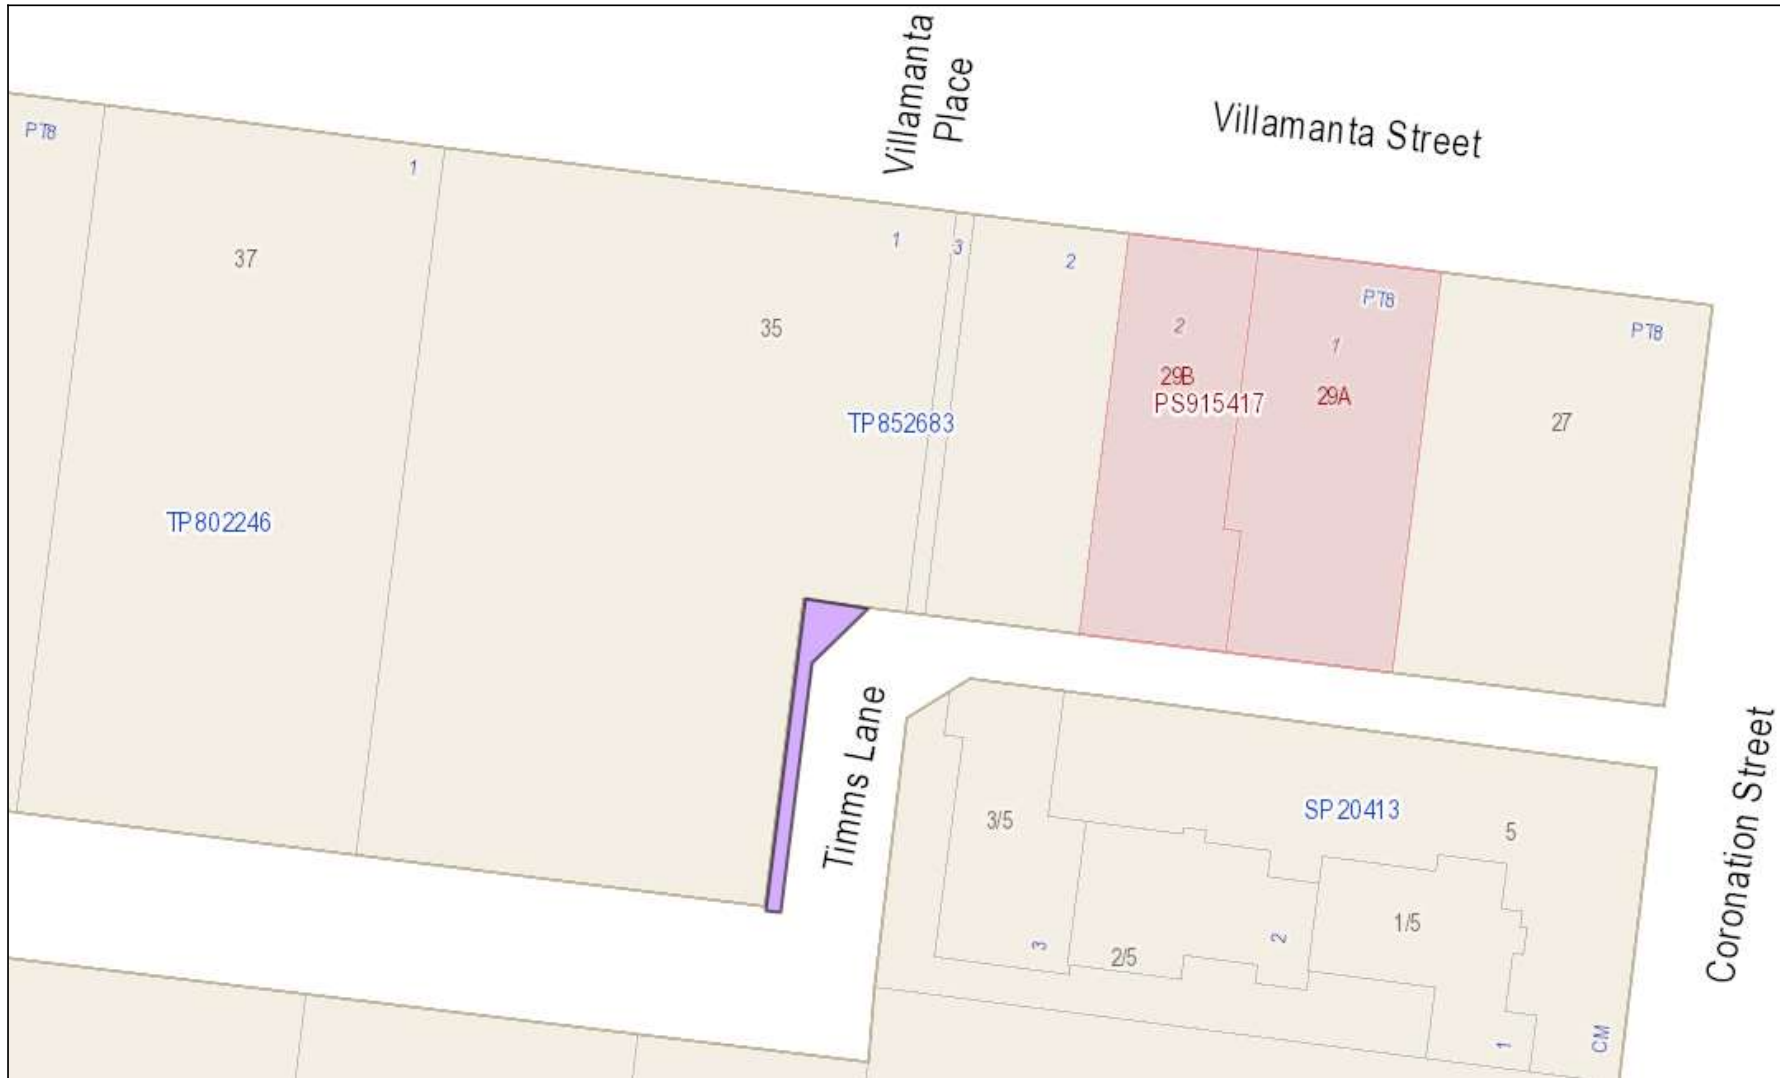 Villamanta
Place
Villamanta Street
PT8
1
37
1
3
2
35
PT8
PT8
2
1
29B
29A
PS915417
27
TP852683
TP802246
Timms Lane
Coronation Street
SP20413
5
3/5
1/5
3
2/5
2
1
CM